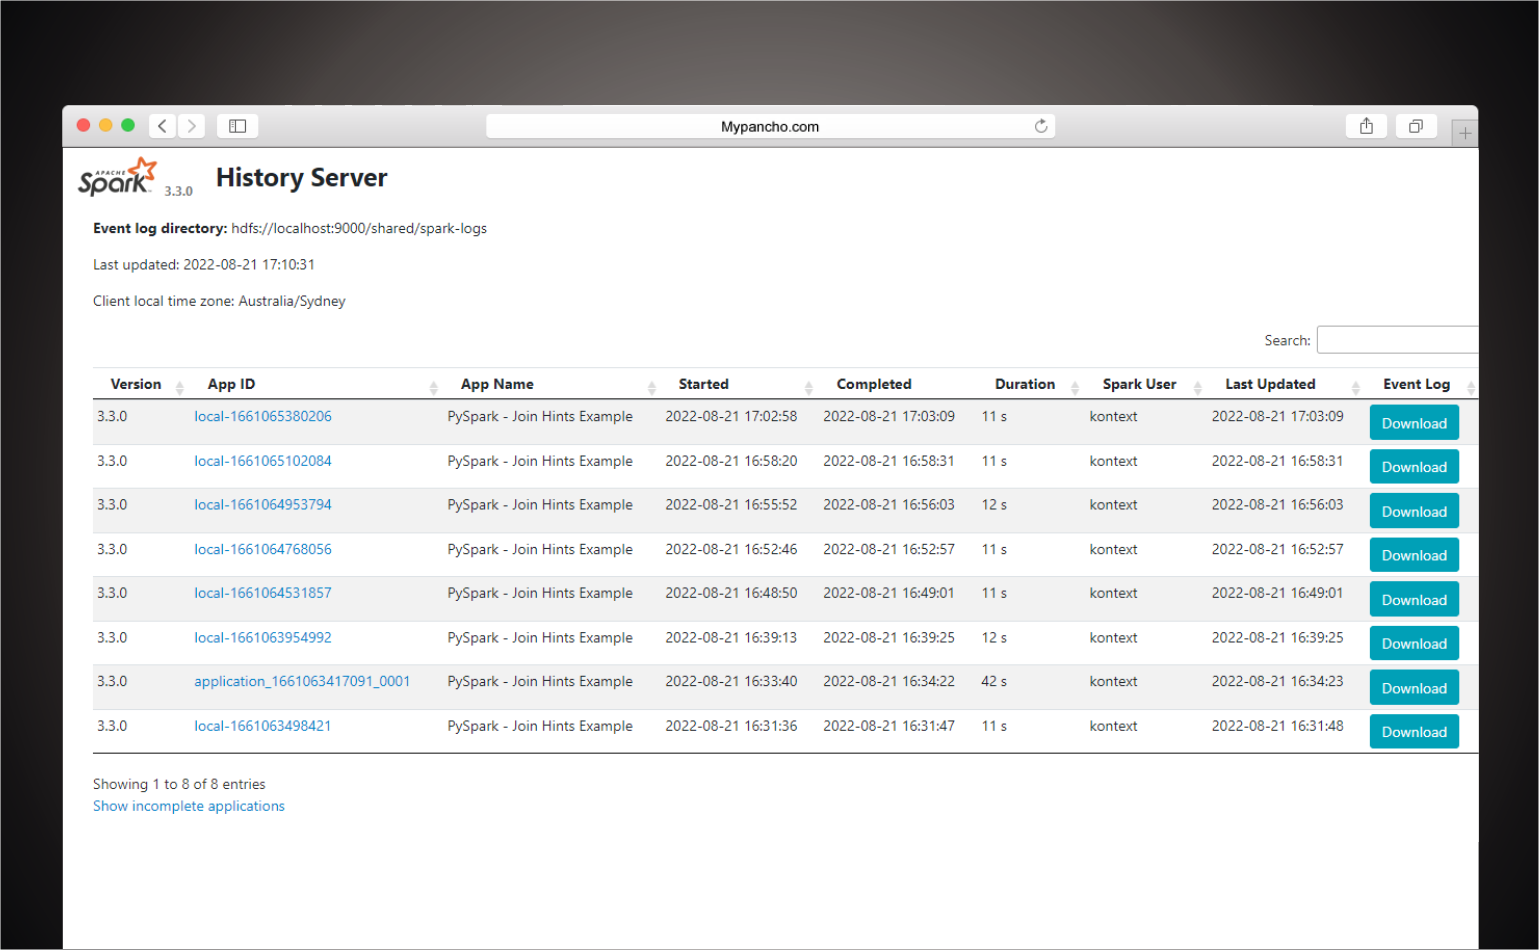 Mypancho.com
APACHE
Spark 3.3.0 History Server
Event log directory: hdfs://localhost:9000/shared/spark-logs
Last updated: 2022-08-21 17:10:31
Client local time zone: Australia/Sydney
Search:
Version App ID App Name Started Completed Duration Spark User Last Updated Event Log
3.3.0 local-1661065380206 PySpark - Join Hints Example 2022-08-21 17:02:58 2022-08-21 17:03:09 11 s kontext 2022-08-21 17:03:09 Download
3.3.0 local-1661065102084 PySpark - Join Hints Example 2022-08-21 16:58:20 2022-08-21 16:58:31 11 s kontext 2022-08-21 16:58:31 Download
3.3.0 local-1661064953794 PySpark - Join Hints Example 2022-08-21 16:55:52 2022-08-21 16:56:03 12 s kontext 2022-08-21 16:56:03 Download
3.3.0 local-1661064768056 PySpark - Join Hints Example 2022-08-21 16:52:46 2022-08-21 16:52:57 11 s kontext 2022-08-21 16:52:57 Download
3.3.0 local-1661064531857 PySpark - Join Hints Example 2022-08-21 16:48:50 2022-08-21 16:49:01 11 s kontext 2022-08-21 16:49:01 Download
3.3.0 local-1661063954992 PySpark - Join Hints Example 2022-08-21 16:39:13 2022-08-21 16:39:25 12 s kontext 2022-08-21 16:39:25 Download
3.3.0 application_1661063417091_0001 PySpark - Join Hints Example 2022-08-21 16:33:40 2022-08-21 16:34:22 42 s kontext 2022-08-21 16:34:23 Download
3.3.0 local-1661063498421 PySpark - Join Hints Example 2022-08-21 16:31:36 2022-08-21 16:31:47 11 s kontext 2022-08-21 16:31:48 Download
Showing 1 to 8 of 8 entries
Show incomplete applications